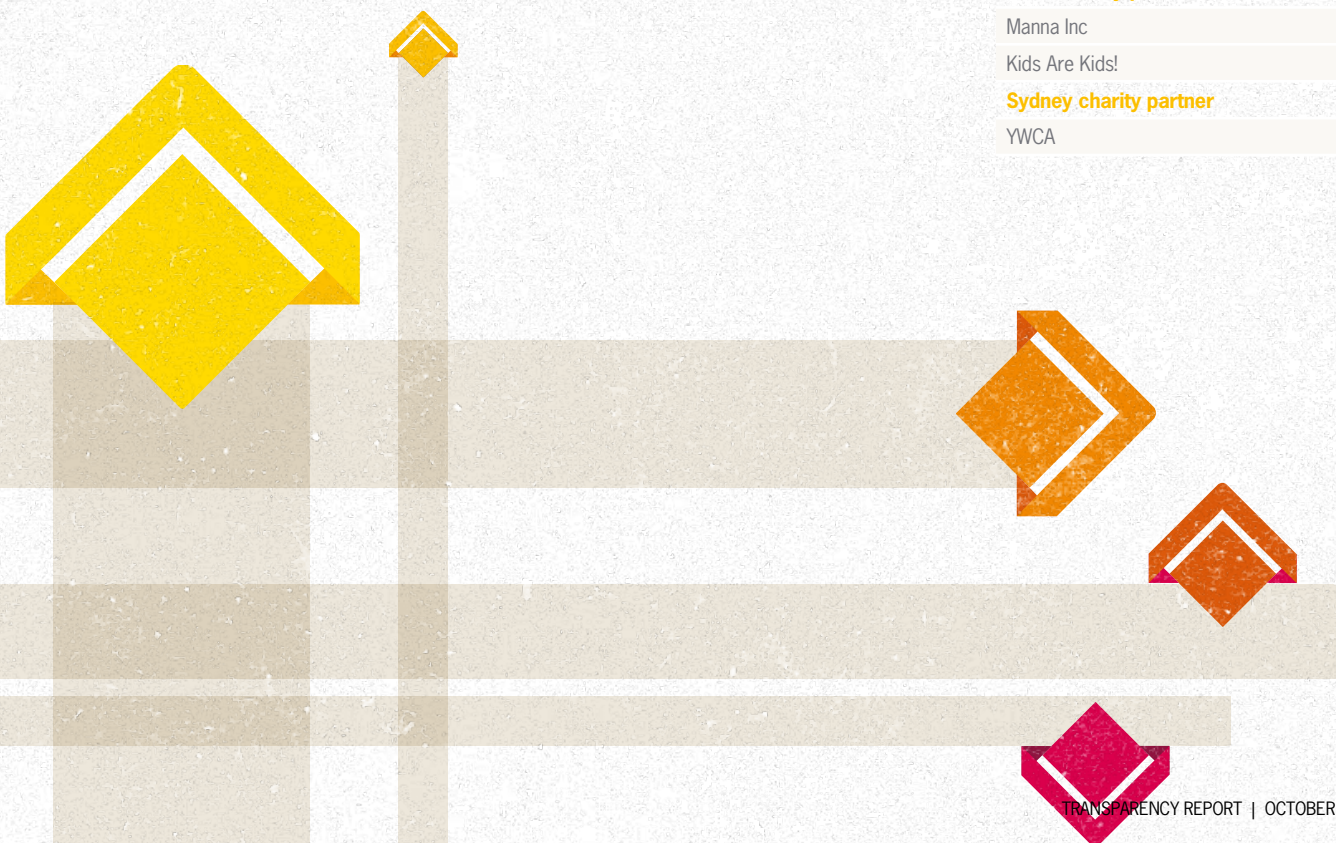 Manna Inc
Kids Are Kids!
Sydney charity partner
YWCA
TRANSPARENCY REPORT | OCTOBER